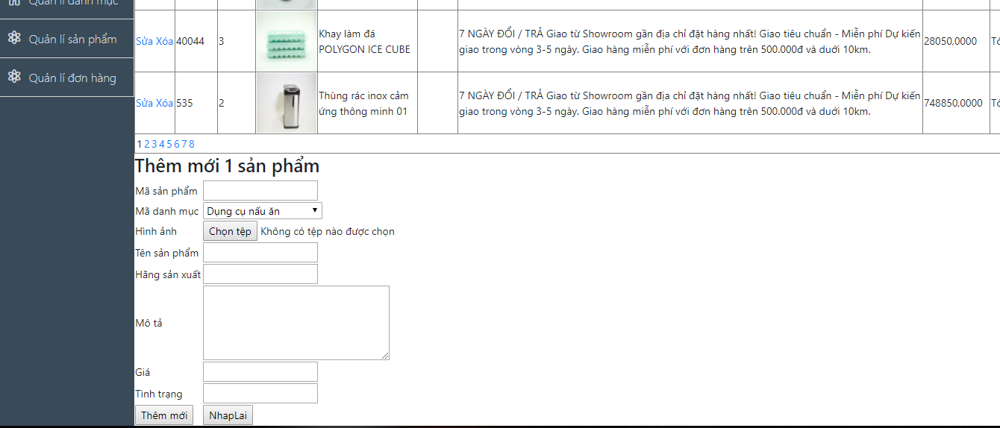 Quản lí danh mục
Quản lí sản phẩm
Quản lí đơn hàng
Sửa Xóa 40044 3 Khay làm đá POLYGON ICE CUBE 7 NGÀY ĐỔI / TRẢ Giao từ Showroom gần địa chỉ đặt hàng nhất! Giao tiêu chuẩn - Miễn phí Dự kiến giao trong vòng 3-5 ngày. Giao hàng miễn phí với đơn hàng trên 500.000đ và dưới 10km. 28050,0000
Sửa Xóa 535 2 Thùng rác inox cảm ứng thông minh 01 7 NGÀY ĐỔI / TRẢ Giao từ Showroom gần địa chỉ đặt hàng nhất! Giao tiêu chuẩn - Miễn phí Dự kiến giao trong vòng 3-5 ngày. Giao hàng miễn phí với đơn hàng trên 500.000đ và dưới 10km. 748850,0000
1 2 3 4 5 6 7 8
Thêm mới 1 sản phẩm
Mã sản phẩm
Mã danh mục Dụng cụ nấu ăn
Hình ảnh Chọn tệp Không có tệp nào được chọn
Tên sản phẩm
Hãng sản xuất
Mô tả
Giá
Tình trạng
Thêm mới NhapLai